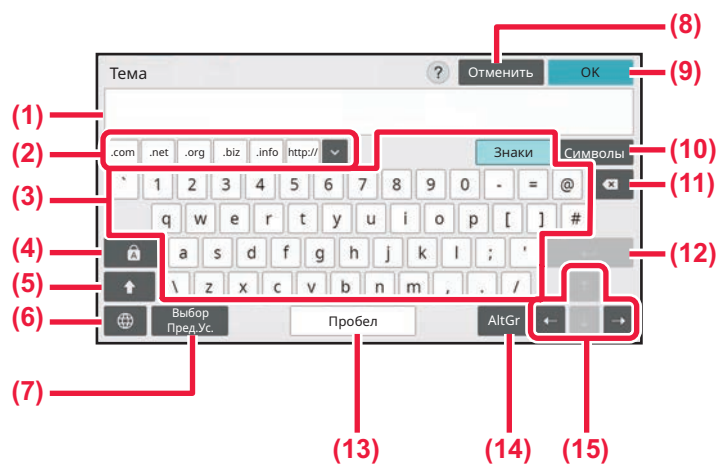 (8)
Тема ? Отменить OK (9)
(1)
(2) .com .net .org .biz .info http:// Знаки Символы (10)
(3) ` 1 2 3 4 5 6 7 8 9 0 - = @ (11)
q w e r t y u i o p [ ] #
(4) A a s d f g h j k l ; ' (12)
(5) \ z x c v b n m , . /
(6) Выбор
Пред.Ус. Пробел AltGr ← →
(7)
(13) (14) (15)